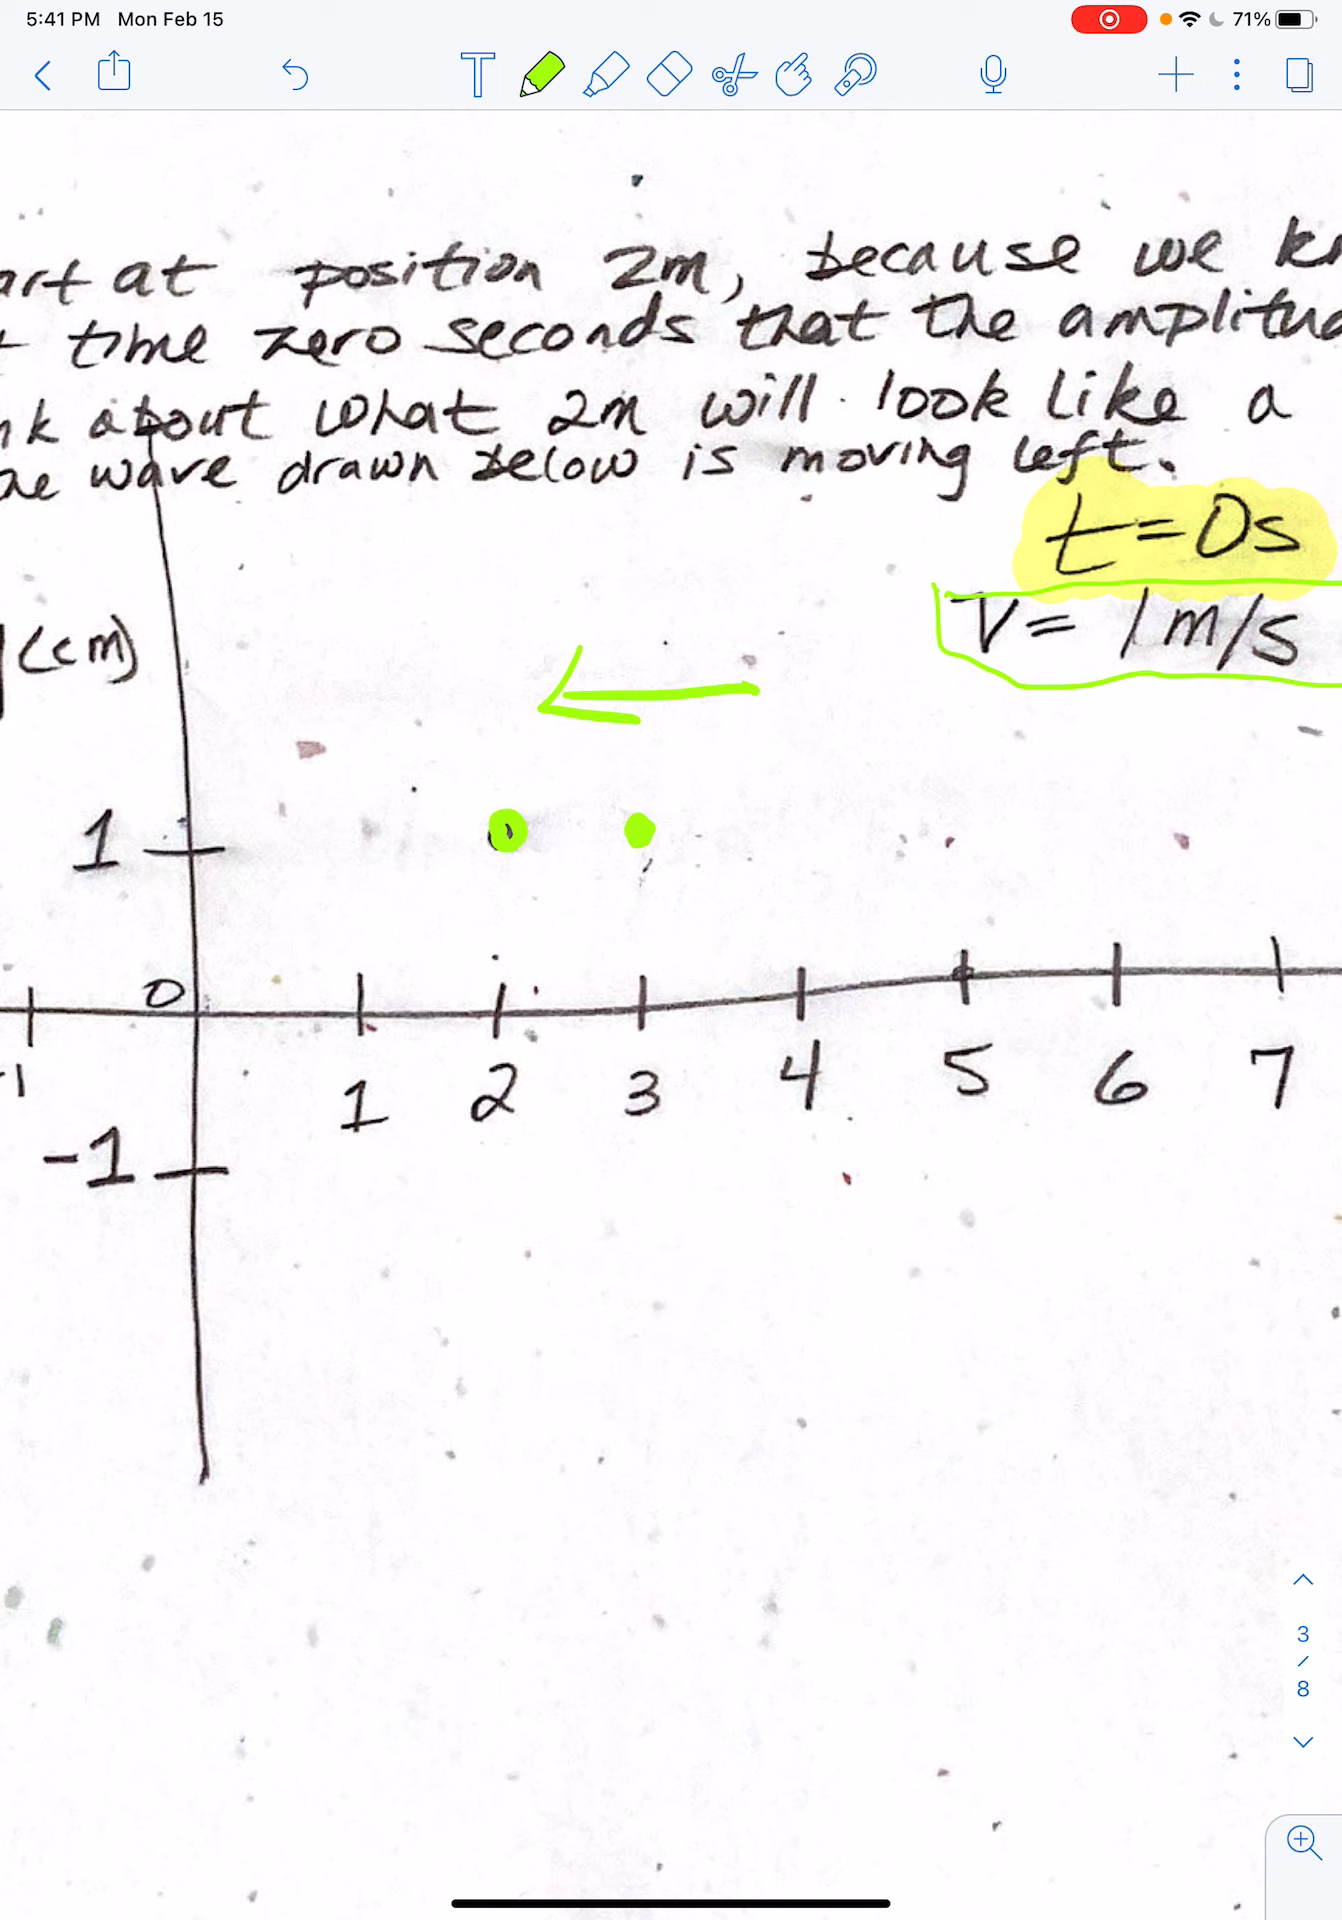 5:41 PM Mon Feb 15
71%
T
at position 2m, because we
time zero seconds that the
about what 2m will look like a
wave drawn below is moving left.
t=0s
V= 1m/s
(cm)
1
0
-1 1 2 3 4 5 6 7
-1
3
/
8